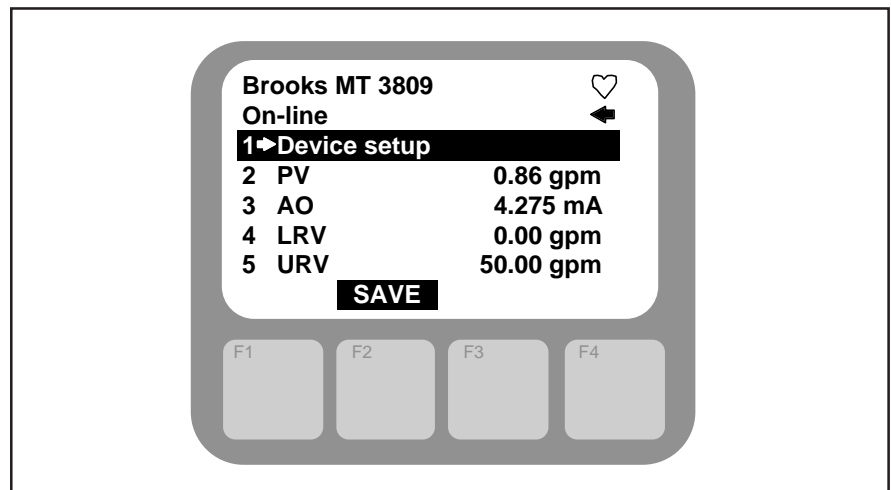 Brooks MT 3809
On-line
1 Device setup
2 PV 0.86 gpm
3 AO 4.275 mA
4 LRV 0.00 gpm
5 URV 50.00 gpm
SAVE
F1 F2 F3 F4